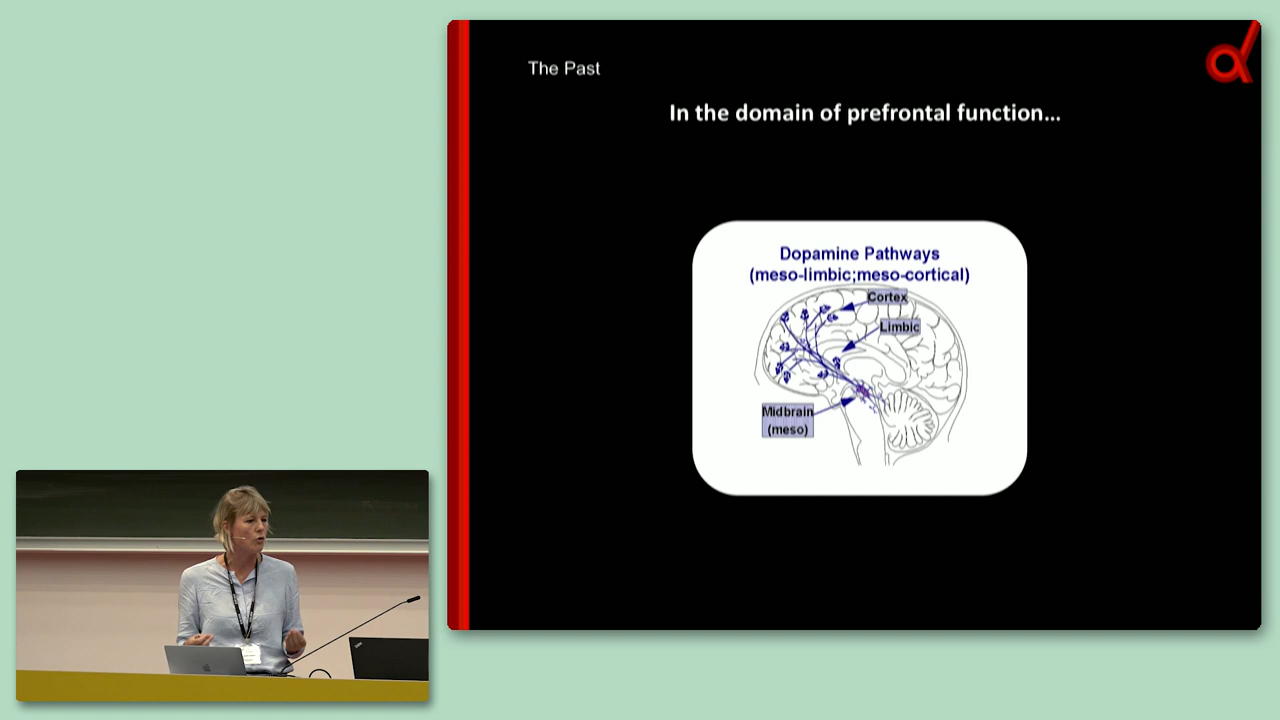 The Past
In the domain of prefrontal function...
Dopamine Pathways
(meso-limbic;meso-cortical)
Cortex
Limbic
Midbrain
(meso)